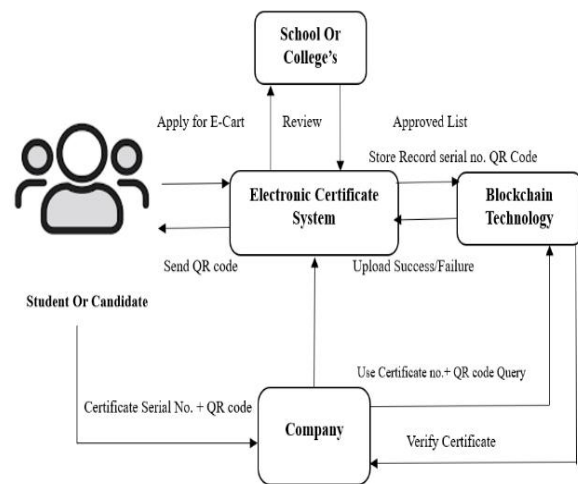 School Or
College's
Apply for E-Cart
Review
Approved List
Store Record serial no. QR Code
Electronic Certificate
System
Blockchain
Technology
Send QR code
Upload Success/Failure
Student Or Candidate
Use Certificate no.+ QR code Query
Certificate Serial No. + QR code
Company
Verify Certificate